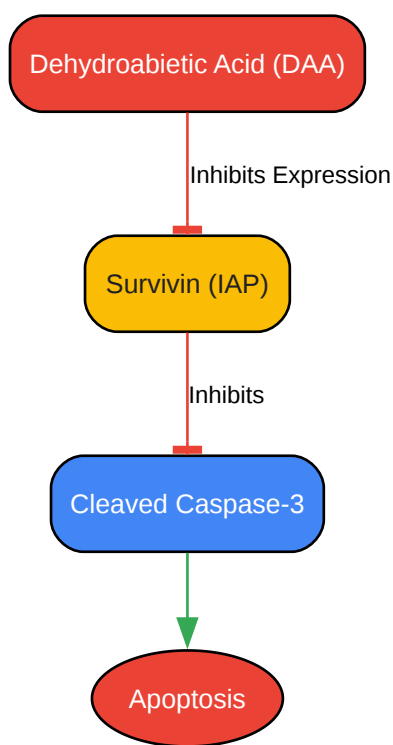 Dehydroabietic Acid (DAA)
Inhibits Expression
Survivin (IAP)
Inhibits
Cleaved Caspase-3
Apoptosis